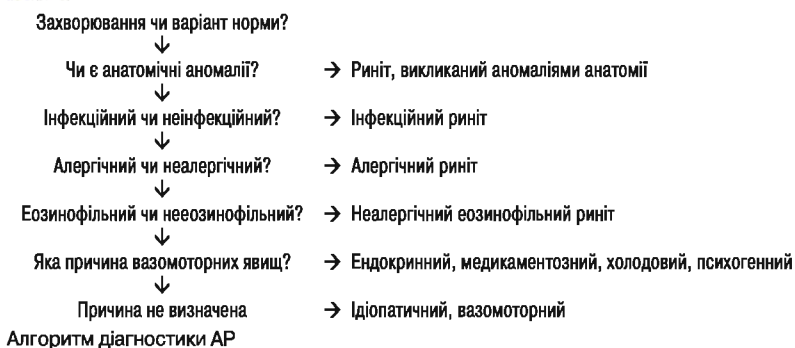 Захворювання чи варіант норми?
↓
Чи є анатомічні аномалії? → Риніт, викликаний аномаліями анатомії
↓
Інфекційний чи неінфекційний? → Інфекційний риніт
↓
Алергічний чи неалергічний? → Алергічний риніт
↓
Еозинофільний чи нееозинофільний? → Неалергічний еозинофільний риніт
↓
Яка причина вазомоторних явищ? → Ендокринний, медикаментозний, холодовий, психогенний
↓
Причина не визначена → Ідіопатичний, вазомоторний
Алгоритм діагностики АР